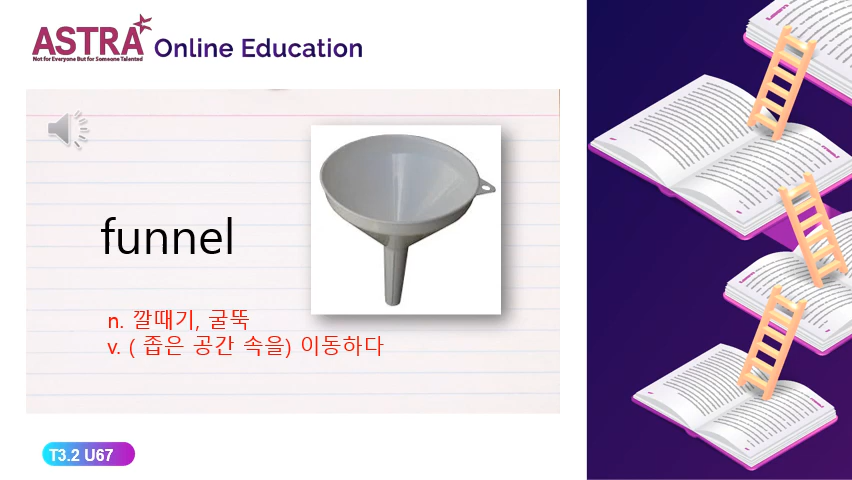 ASTRA
Not for Everyone But for Someone Talented
Online Education
funnel
n. 깔때기, 굴뚝
v. ( 좁은 공간 속을) 이동하다
T3.2 U67